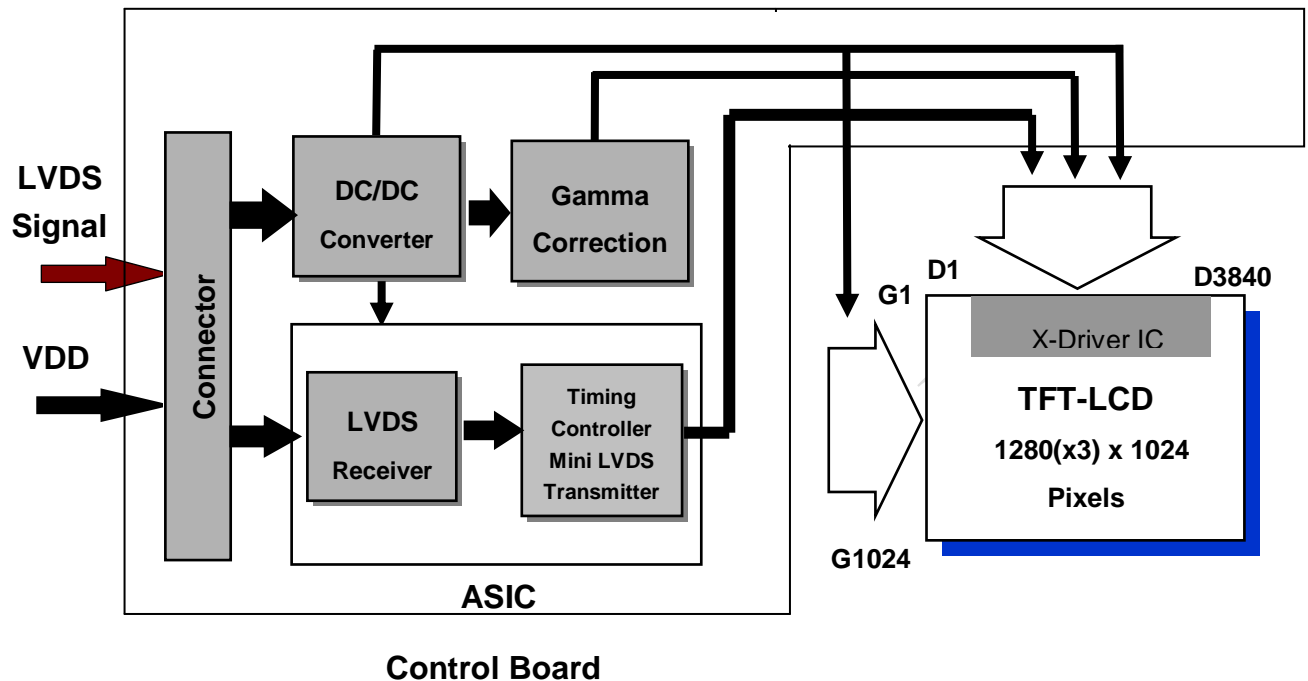 LVDS
Signal
VDD
Connector
DC/DC
Converter
Gamma
Correction
LVDS
Receiver
Timing
Controller
Mini LVDS
Transmitter
ASIC
Control Board
D1
D3840
G1
G1024
X-Driver IC
TFT-LCD
1280(x3) x 1024
Pixels